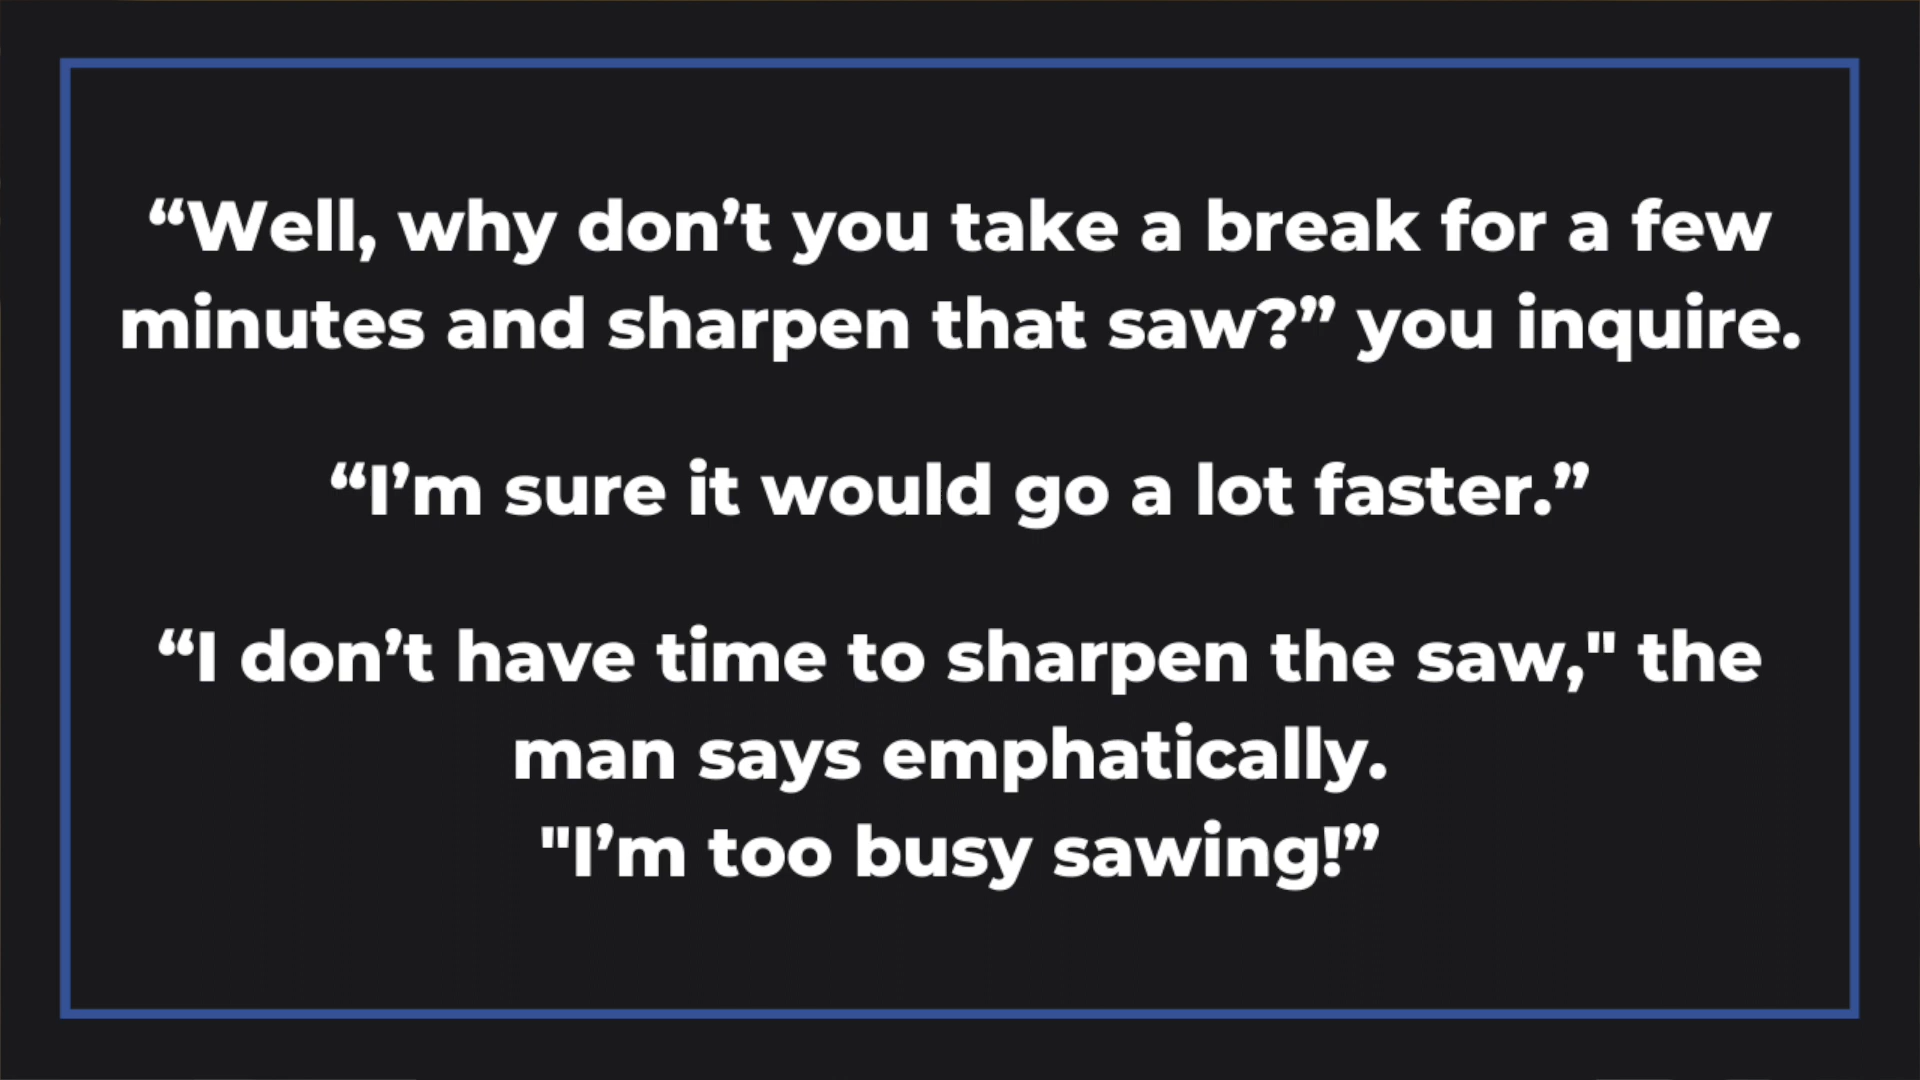 “Well, why don’t you take a break for a few
minutes and sharpen that saw?” you inquire.
“I’m sure it would go a lot faster.”
“I don’t have time to sharpen the saw," the
man says emphatically.
"I’m too busy sawing!”